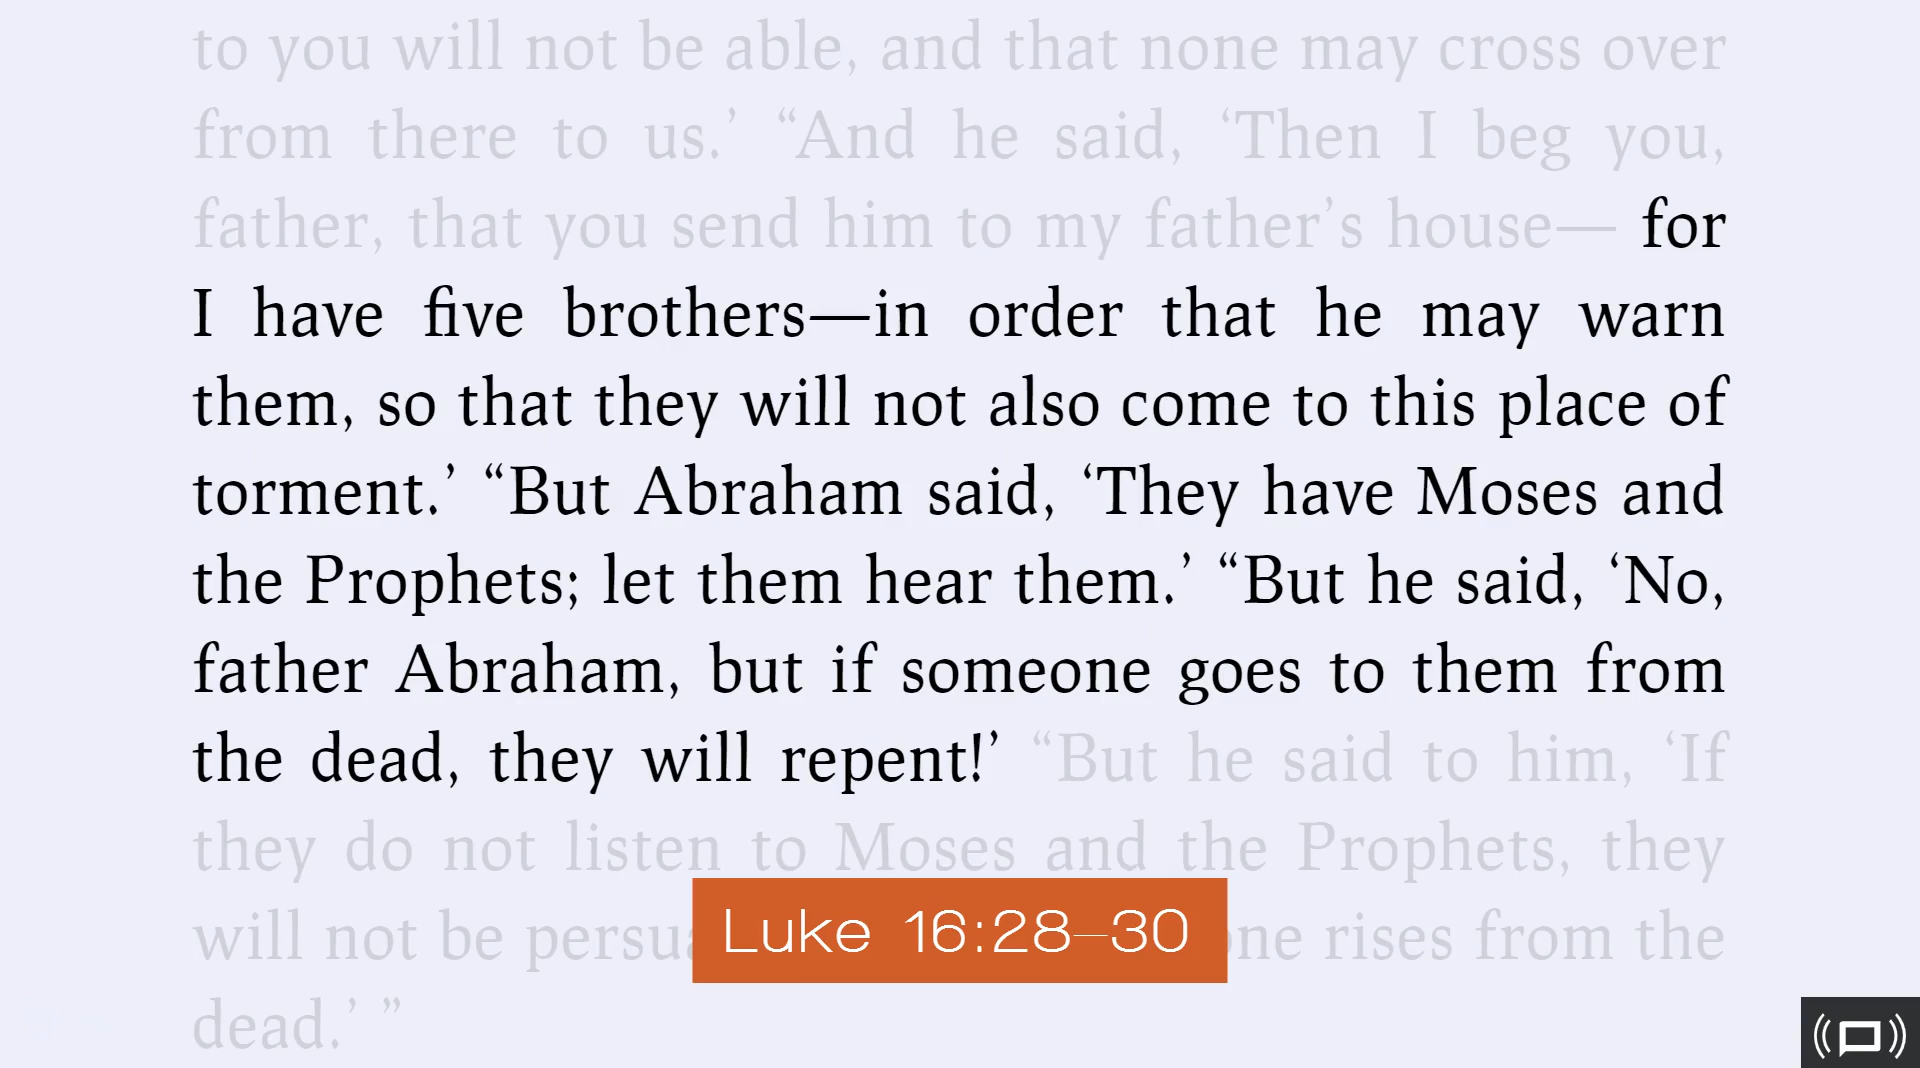 to you will not be able, and that none may cross over
from there to us.’ “And he said, ‘Then I beg you,
father, that you send him to my father’s house— for
I have five brothers—in order that he may warn
them, so that they will not also come to this place of
torment.’ “But Abraham said, ‘They have Moses and
the Prophets; let them hear them.’ “But he said, ‘No,
father Abraham, but if someone goes to them from
the dead, they will repent!’ “But he said to him, ‘If
they do not listen to Moses and the Prophets, they
will not be rises from the
dead.’ ”
Luke 16:28–30